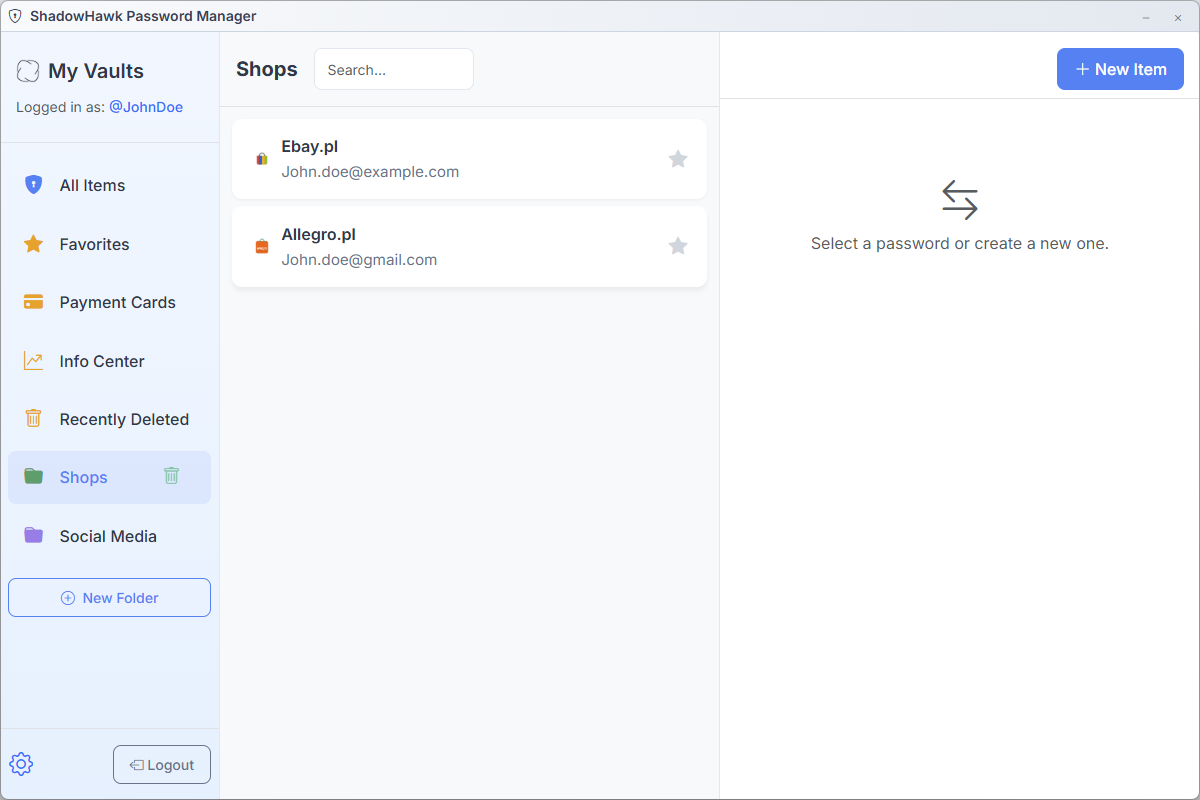 ShadowHawk Password Manager
My Vaults
Logged in as: @JohnDoe
All Items
Favorites
Payment Cards
Info Center
Recently Deleted
Shops
Social Media
New Folder
Logout
Shops
Search...
Ebay.pl
John.doe@example.com
Allegro.pl
John.doe@gmail.com
New Item
Select a password or create a new one.